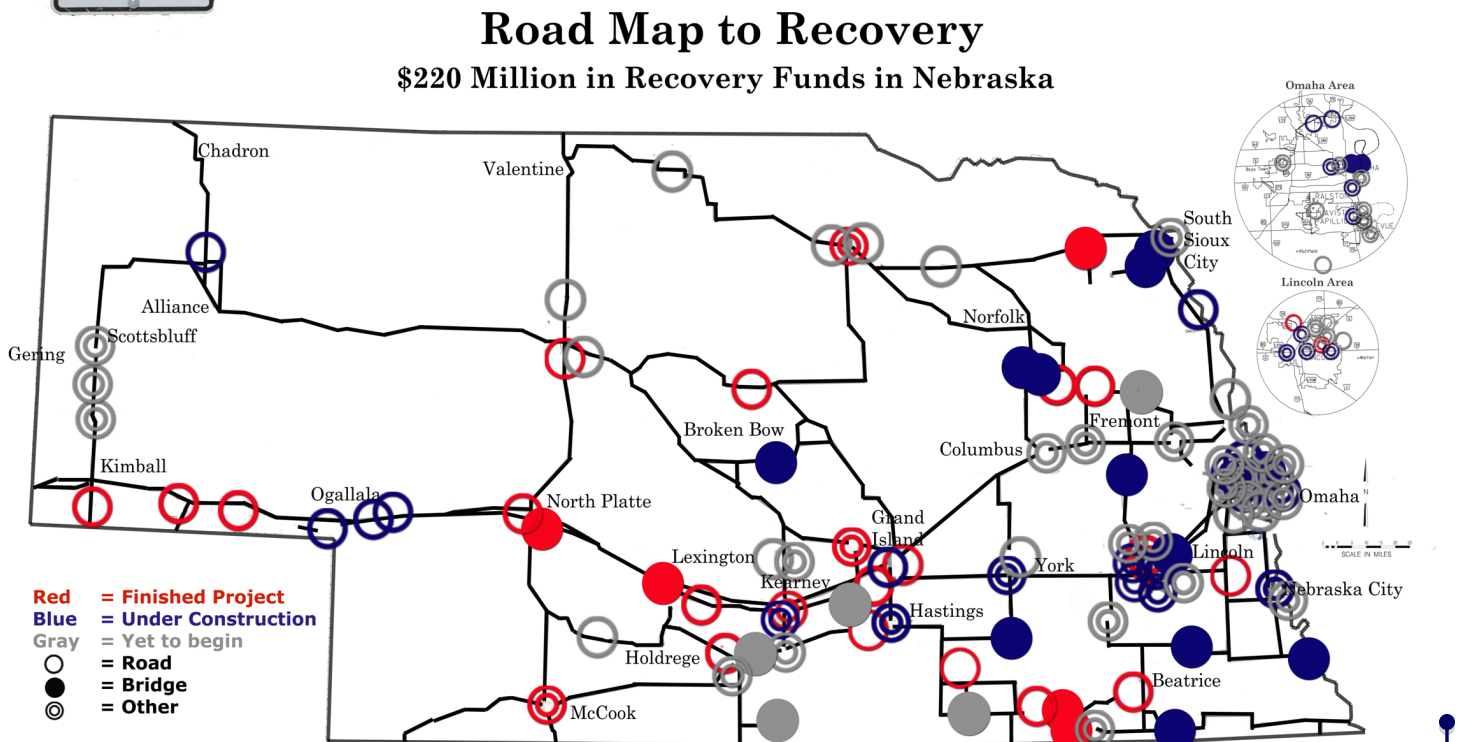 Road Map to Recovery
$220 Million in Recovery Funds in Nebraska
Omaha Area
Chadron
Valentine
South
Sioux
City
RALSTON
Lincoln Area
Alliance
Norfolk
Scottsbluff
Gering
Fremont
Broken Bow
Columbus
Kimball
Ogallala
North Platte
Omaha
N
Grand
Island
SCALE IN MILES
Lexington
Lincoln
York
Kearney
Nebraska City
Red = Finished Project
Hastings
Blue = Under Construction
Gray = Yet to begin
Holdrege
= Road
= Bridge
Beatrice
= Other
McCook